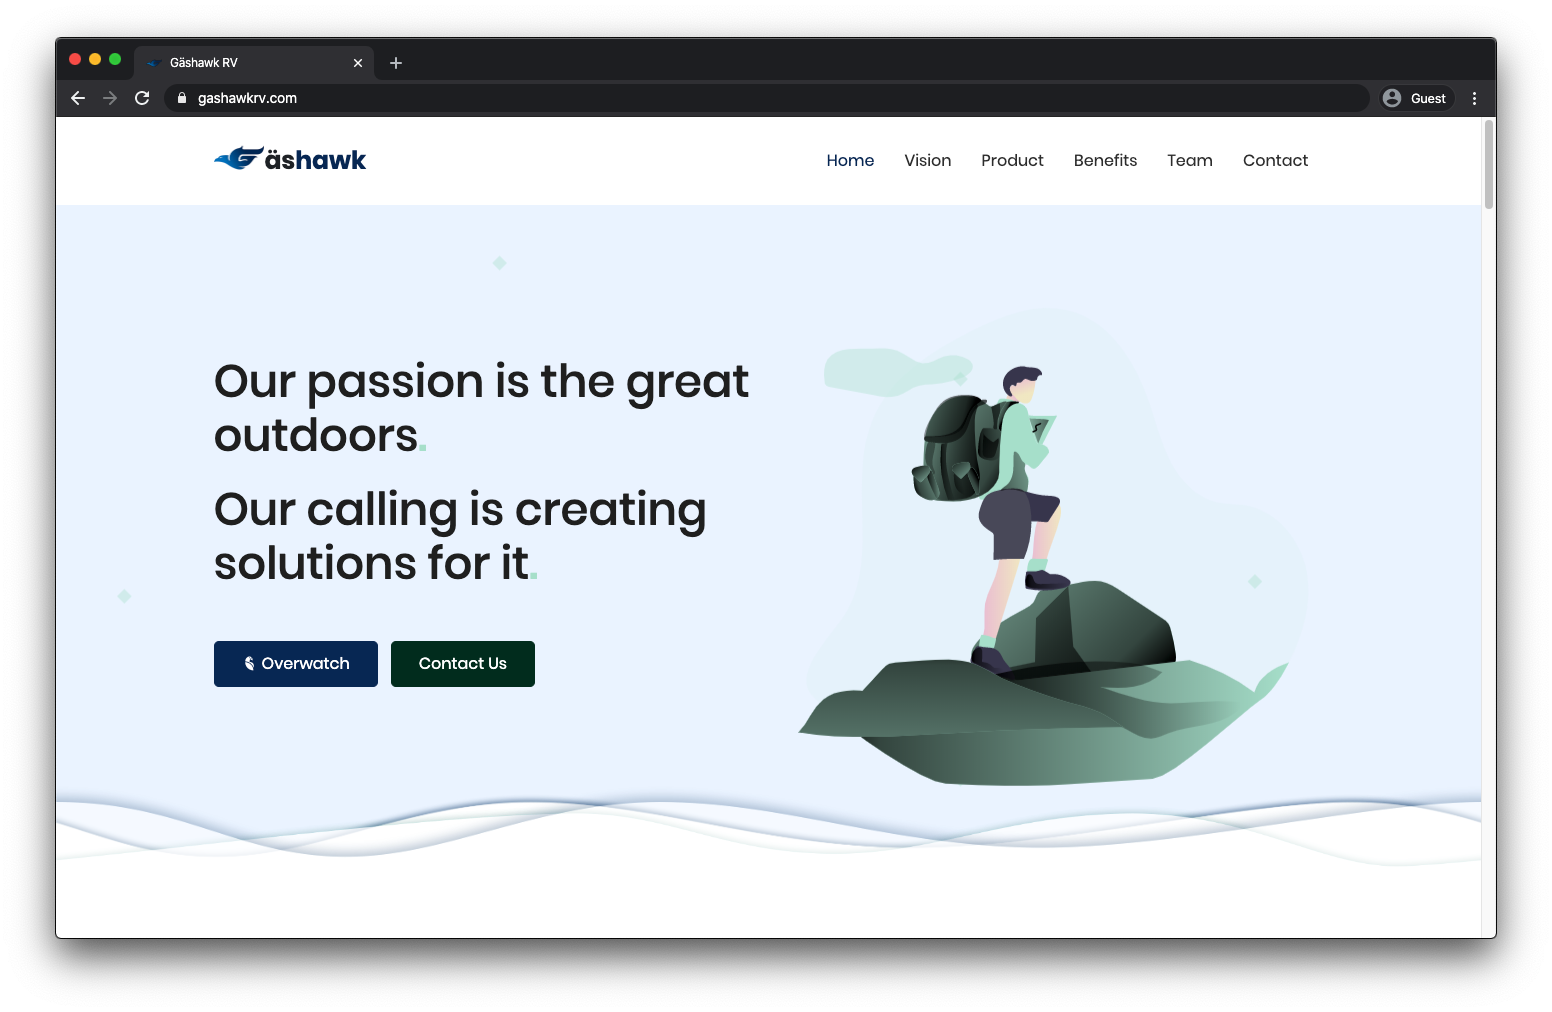 Gäshawk RV
gashawkrv.com
Guest
äshawk
Home Vision Product Benefits Team Contact
Our passion is the great
outdoors.
Our calling is creating
solutions for it.
Overwatch
Contact Us